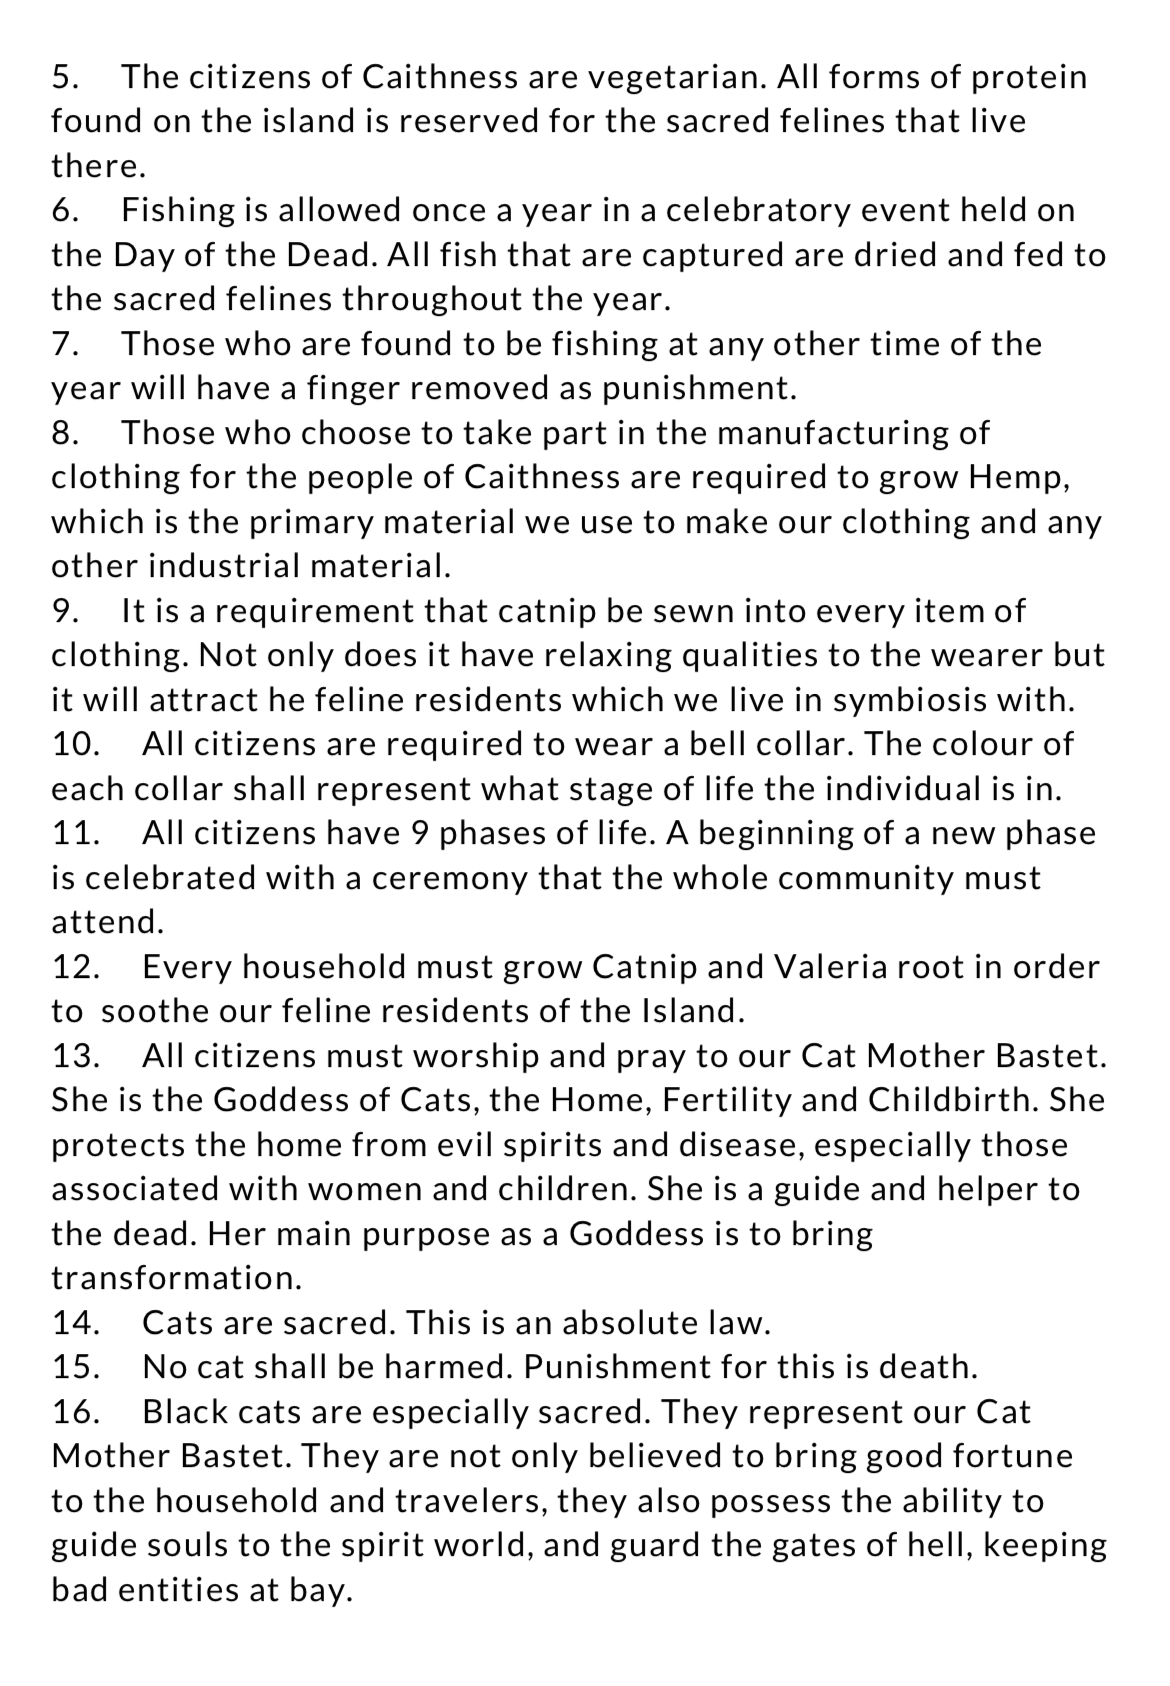 5. The citizens of Caithness are vegetarian. All forms of protein
found on the island is reserved for the sacred felines that live
there.
6. Fishing is allowed once a year in a celebratory event held on
the Day of the Dead. All fish that are captured are dried and fed to
the sacred felines throughout the year.
7. Those who are found to be fishing at any other time of the
year will have a finger removed as punishment.
8. Those who choose to take part in the manufacturing of
clothing for the people of Caithness are required to grow Hemp,
which is the primary material we use to make our clothing and any
other industrial material.
9. It is a requirement that catnip be sewn into every item of
clothing. Not only does it have relaxing qualities to the wearer but
it will attract he feline residents which we live in symbiosis with.
10. All citizens are required to wear a bell collar. The colour of
each collar shall represent what stage of life the individual is in.
11. All citizens have 9 phases of life. A beginning of a new phase
is celebrated with a ceremony that the whole community must
attend.
12. Every household must grow Catnip and Valeria root in order
to soothe our feline residents of the Island.
13. All citizens must worship and pray to our Cat Mother Bastet.
She is the Goddess of Cats, the Home, Fertility and Childbirth. She
protects the home from evil spirits and disease, especially those
associated with women and children. She is a guide and helper to
the dead. Her main purpose as a Goddess is to bring
transformation.
14. Cats are sacred. This is an absolute law.
15. No cat shall be harmed. Punishment for this is death.
16. Black cats are especially sacred. They represent our Cat
Mother Bastet. They are not only believed to bring good fortune
to the household and travelers, they also possess the ability to
guide souls to the spirit world, and guard the gates of hell, keeping
bad entities at bay.